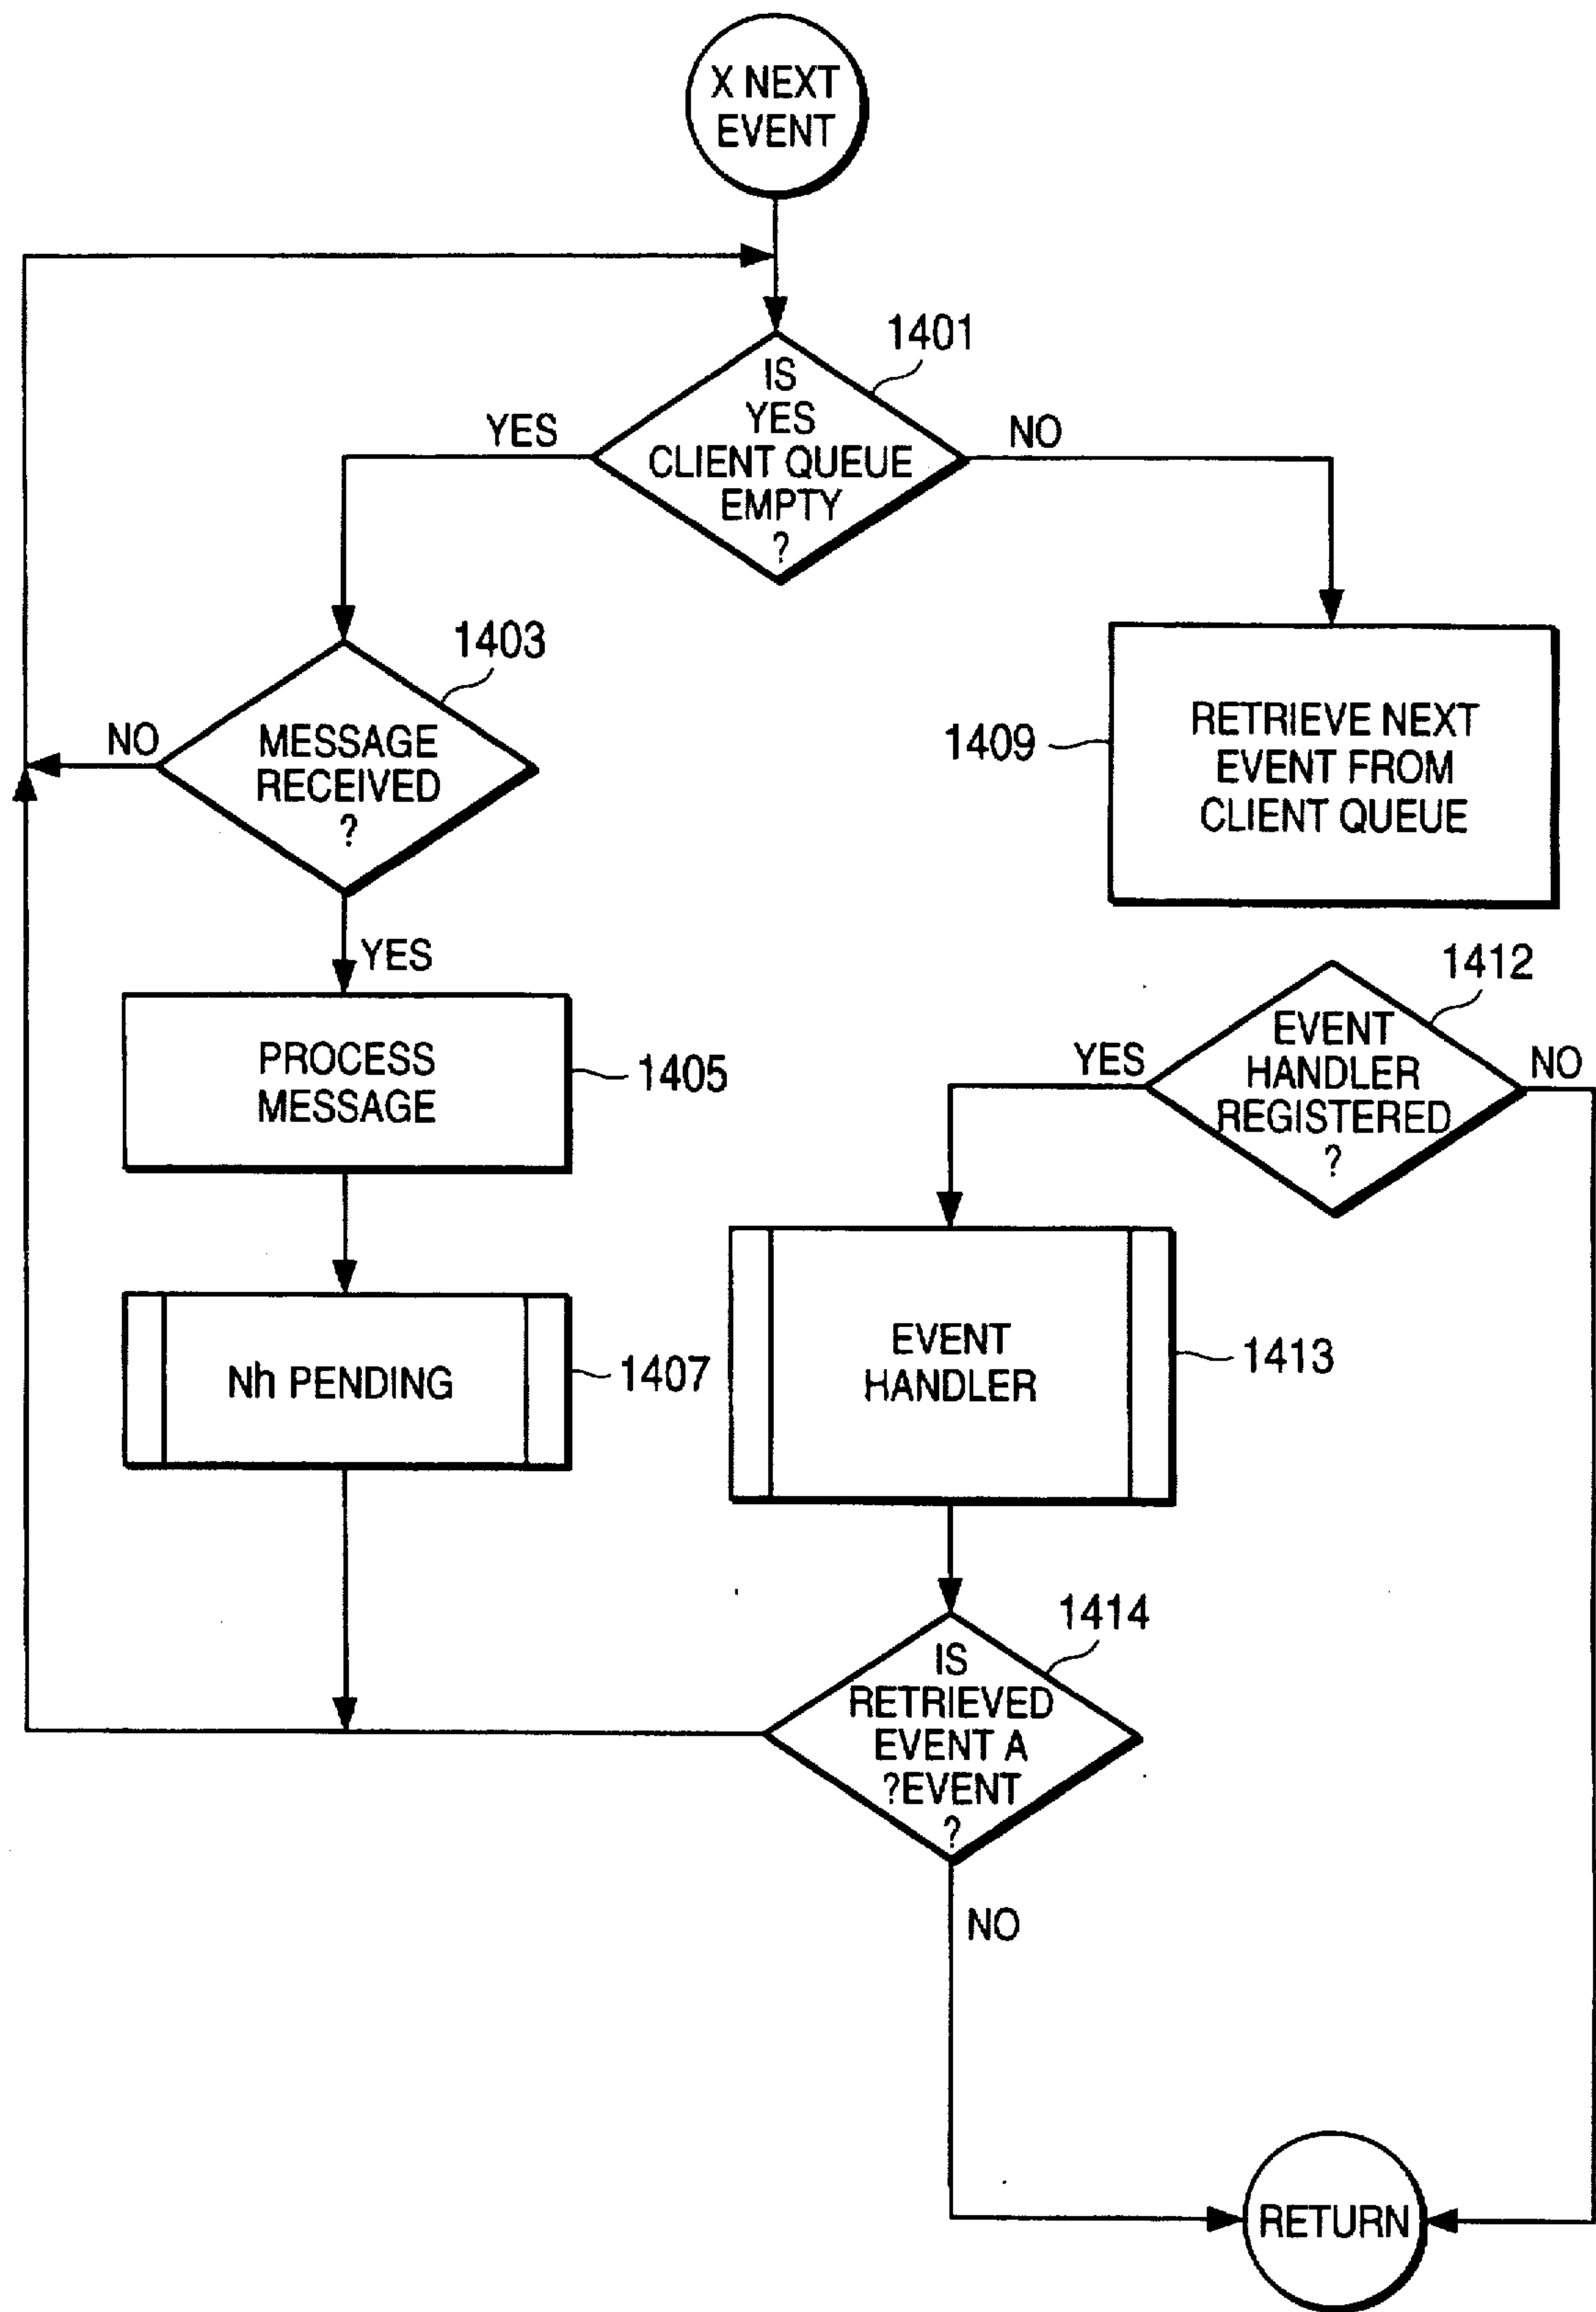 X NEXT
EVENT
1401
IS
YES
CLIENT QUEUE
EMPTY
?
YES
NO
1403
MESSAGE
RECEIVED
?
NO
YES
1409
RETRIEVE NEXT
EVENT FROM
CLIENT QUEUE
PROCESS
MESSAGE
1405
1412
EVENT
HANDLER
REGISTERED
?
YES
NO
Nh PENDING
1407
EVENT
HANDLER
1413
1414
IS
RETRIEVED
EVENT A
?EVENT
?
NO
RETURN